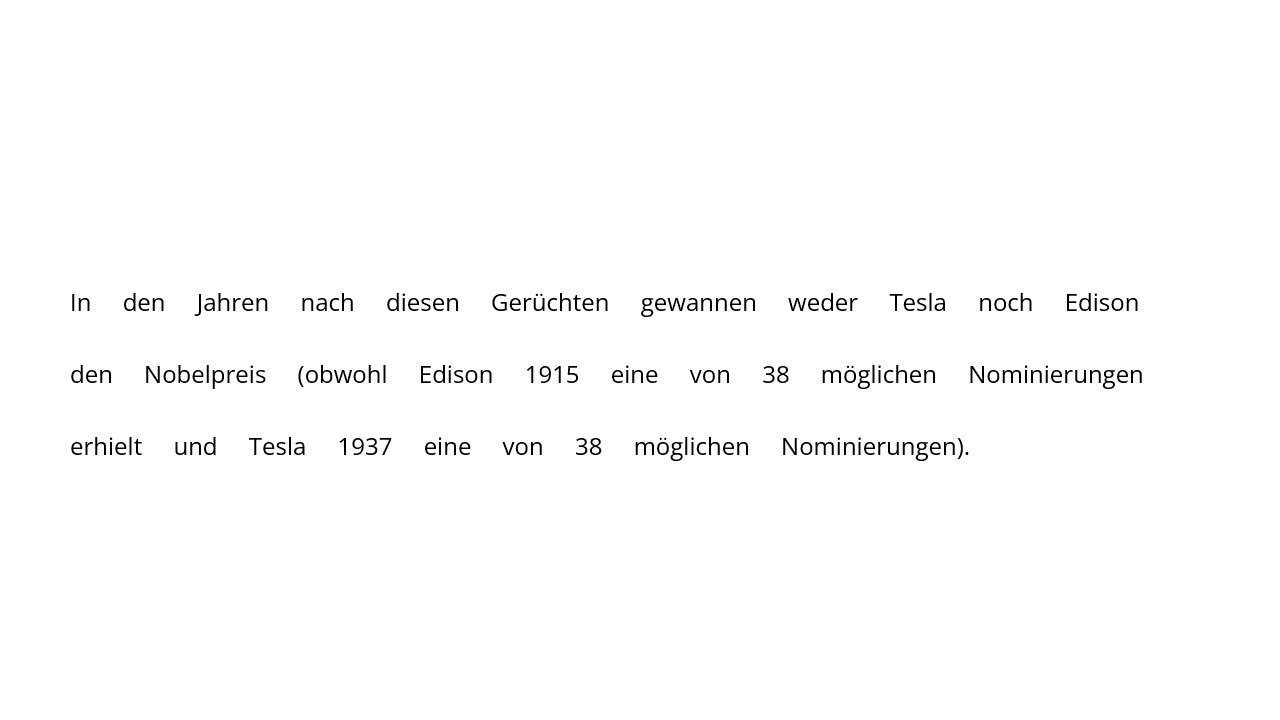 In den Jahren nach diesen Gerüchten gewannen weder Tesla noch Edison
den Nobelpreis (obwohl Edison 1915 eine von 38 möglichen Nominierungen
erhielt und Tesla 1937 eine von 38 möglichen Nominierungen).